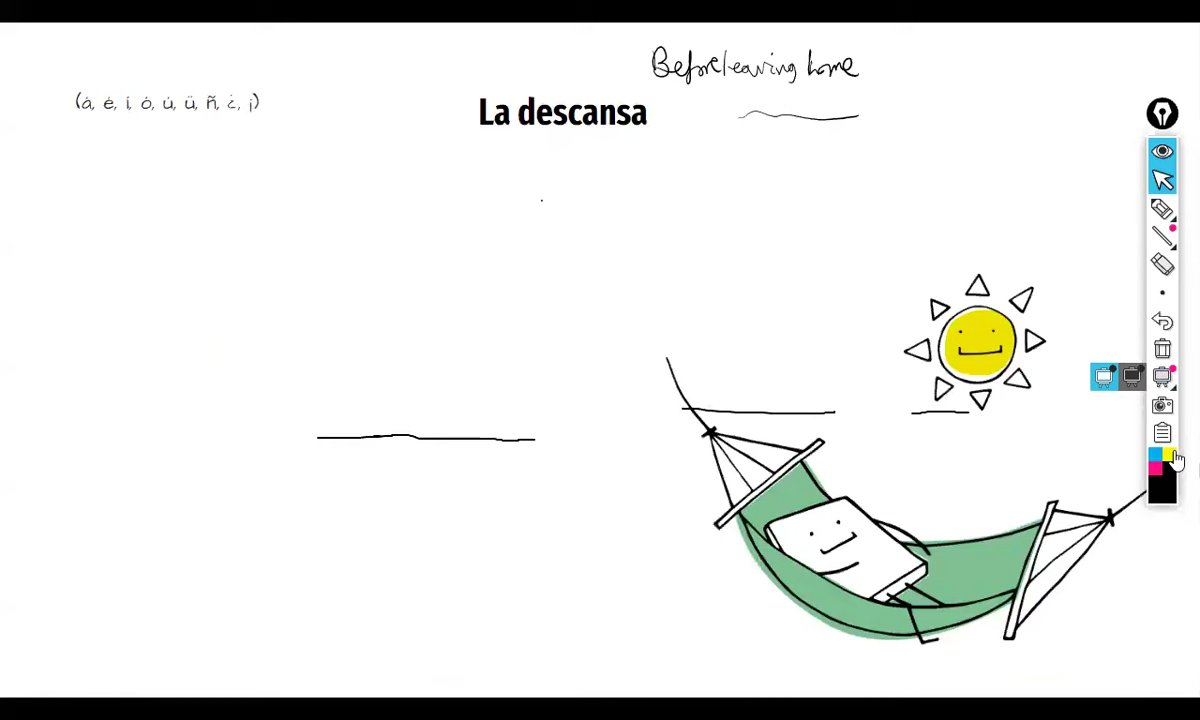 Before leaving home
(á, é, í, ó, ú, ü, ñ, ¿, ¡)
La descansa